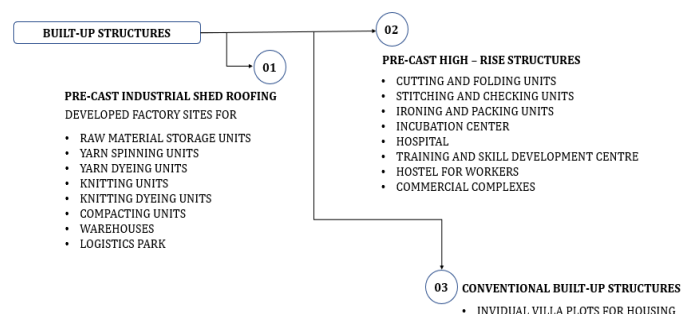 BUILT-UP STRUCTURES
01
PRE-CAST INDUSTRIAL SHED ROOFING
DEVELOPED FACTORY SITES FOR
• RAW MATERIAL STORAGE UNITS
• YARN SPINNING UNITS
• YARN DYEING UNITS
• KNITTING UNITS
• KNITTING DYEING UNITS
• COMPACTING UNITS
• WAREHOUSES
• LOGISTICS PARK
02
PRE-CAST HIGH – RISE STRUCTURES
• CUTTING AND FOLDING UNITS
• STITCHING AND CHECKING UNITS
• IRONING AND PACKING UNITS
• INCUBATION CENTER
• HOSPITAL
• TRAINING AND SKILL DEVELOPMENT CENTRE
• HOSTEL FOR WORKERS
• COMMERCIAL COMPLEXES
03
CONVENTIONAL BUILT-UP STRUCTURES
• INVIDUAL VILLA PLOTS FOR HOUSING